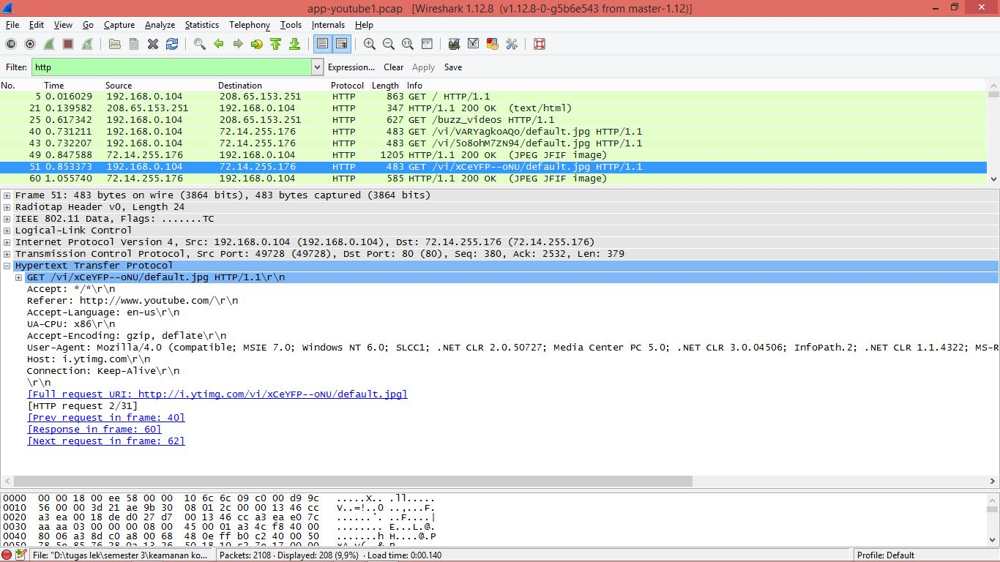 app-youtube1.pcap [Wireshark 1.12.8 (v1.12.8-0-g5b6e543 from master-1.12)]
File Edit View Go Capture Analyze Statistics Telephony Tools Internals Help
Filter: http Expression... Clear Apply Save
No. Time Source Destination Protocol Length Info
5 0.016029 192.168.0.104 208.65.153.251 HTTP 863 GET / HTTP/1.1
21 0.139582 208.65.153.251 192.168.0.104 HTTP 347 HTTP/1.1 200 OK (text/html)
25 0.617342 192.168.0.104 208.65.153.251 HTTP 627 GET /buzz_videos HTTP/1.1
40 0.731211 192.168.0.104 72.14.255.176 HTTP 483 GET /vi/VARYagkoAQo/default.jpg HTTP/1.1
43 0.732207 192.168.0.104 72.14.255.176 HTTP 483 GET /vi/5o8ohM7ZN94/default.jpg HTTP/1.1
49 0.847588 72.14.255.176 192.168.0.104 HTTP 1205 HTTP/1.1 200 OK (JPEG JFIF image)
51 0.853373 192.168.0.104 72.14.255.176 HTTP 483 GET /vi/xCeYFP--oNU/default.jpg HTTP/1.1
60 1.055740 72.14.255.176 192.168.0.104 HTTP 585 HTTP/1.1 200 OK (JPEG JFIF image)
Frame 51: 483 bytes on wire (3864 bits), 483 bytes captured (3864 bits)
Radiotap Header v0, Length 24
IEEE 802.11 Data, Flags: .......TC
Logical-Link Control
Internet Protocol Version 4, Src: 192.168.0.104 (192.168.0.104), Dst: 72.14.255.176 (72.14.255.176)
Transmission Control Protocol, Src Port: 49728 (49728), Dst Port: 80 (80), Seq: 380, Ack: 2532, Len: 379
Hypertext Transfer Protocol
GET /vi/xCeYFP--oNU/default.jpg HTTP/1.1\r\n
Accept: */*\r\n
Referer: http://www.youtube.com/\r\n
Accept-Language: en-us\r\n
UA-CPU: x86\r\n
Accept-Encoding: gzip, deflate\r\n
User-Agent: Mozilla/4.0 (compatible; MSIE 7.0; Windows NT 6.0; SLCC1; .NET CLR 2.0.50727; Media Center PC 5.0; .NET CLR 3.0.04506; InfoPath.2; .NET CLR 1.1.4322; MS-R
Host: i.ytimg.com\r\n
Connection: Keep-Alive\r\n
\r\n
[Full request URI: http://i.ytimg.com/vi/xCeYFP--oNU/default.jpg]
[HTTP request 2/31]
[Prev request in frame: 40]
[Response in frame: 60]
[Next request in frame: 62]
0000 00 00 18 00 ee 58 00 00 10 6c 6c 09 c0 00 d9 9c .....X.. .ll.....
0010 56 00 00 3d 21 ae 9b 30 08 01 2c 00 00 13 46 cc V..=!..0 ..,...F.
0020 a3 ea 00 18 de d0 27 d7 00 13 46 cc a3 ea e0 7c ......'. ..F....|
0030 aa aa 03 00 00 00 08 00 45 00 01 a3 4c f8 40 00 ........ E...L.@.
0040 80 06 a3 8d c0 a8 00 68 48 0e ff b0 c2 40 00 50 .......h H....@.P
File: "D:\tugas lek\semester 3\keamanan ko... Packets: 2108 · Displayed: 208 (9,9%) · Load time: 0:00.140 Profile: Default